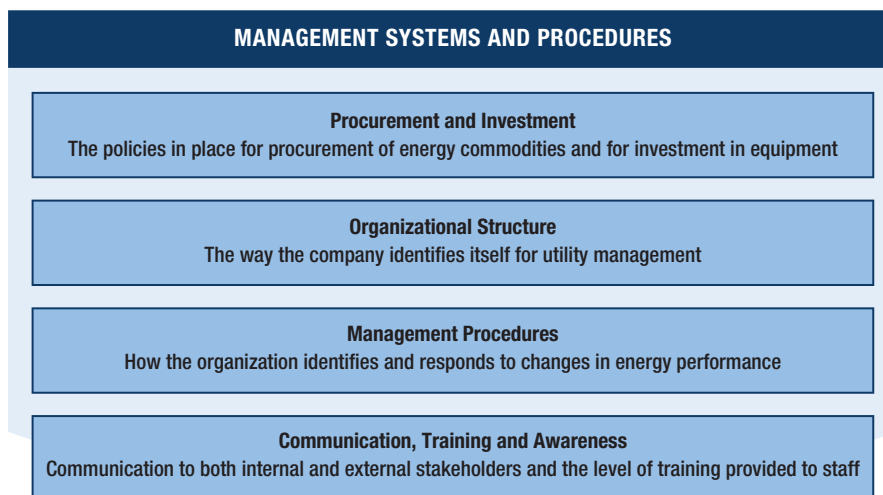 MANAGEMENT SYSTEMS AND PROCEDURES
Procurement and Investment
The policies in place for procurement of energy commodities and for investment in equipment
Organizational Structure
The way the company identifies itself for utility management
Management Procedures
How the organization identifies and responds to changes in energy performance
Communication, Training and Awareness
Communication to both internal and external stakeholders and the level of training provided to staff